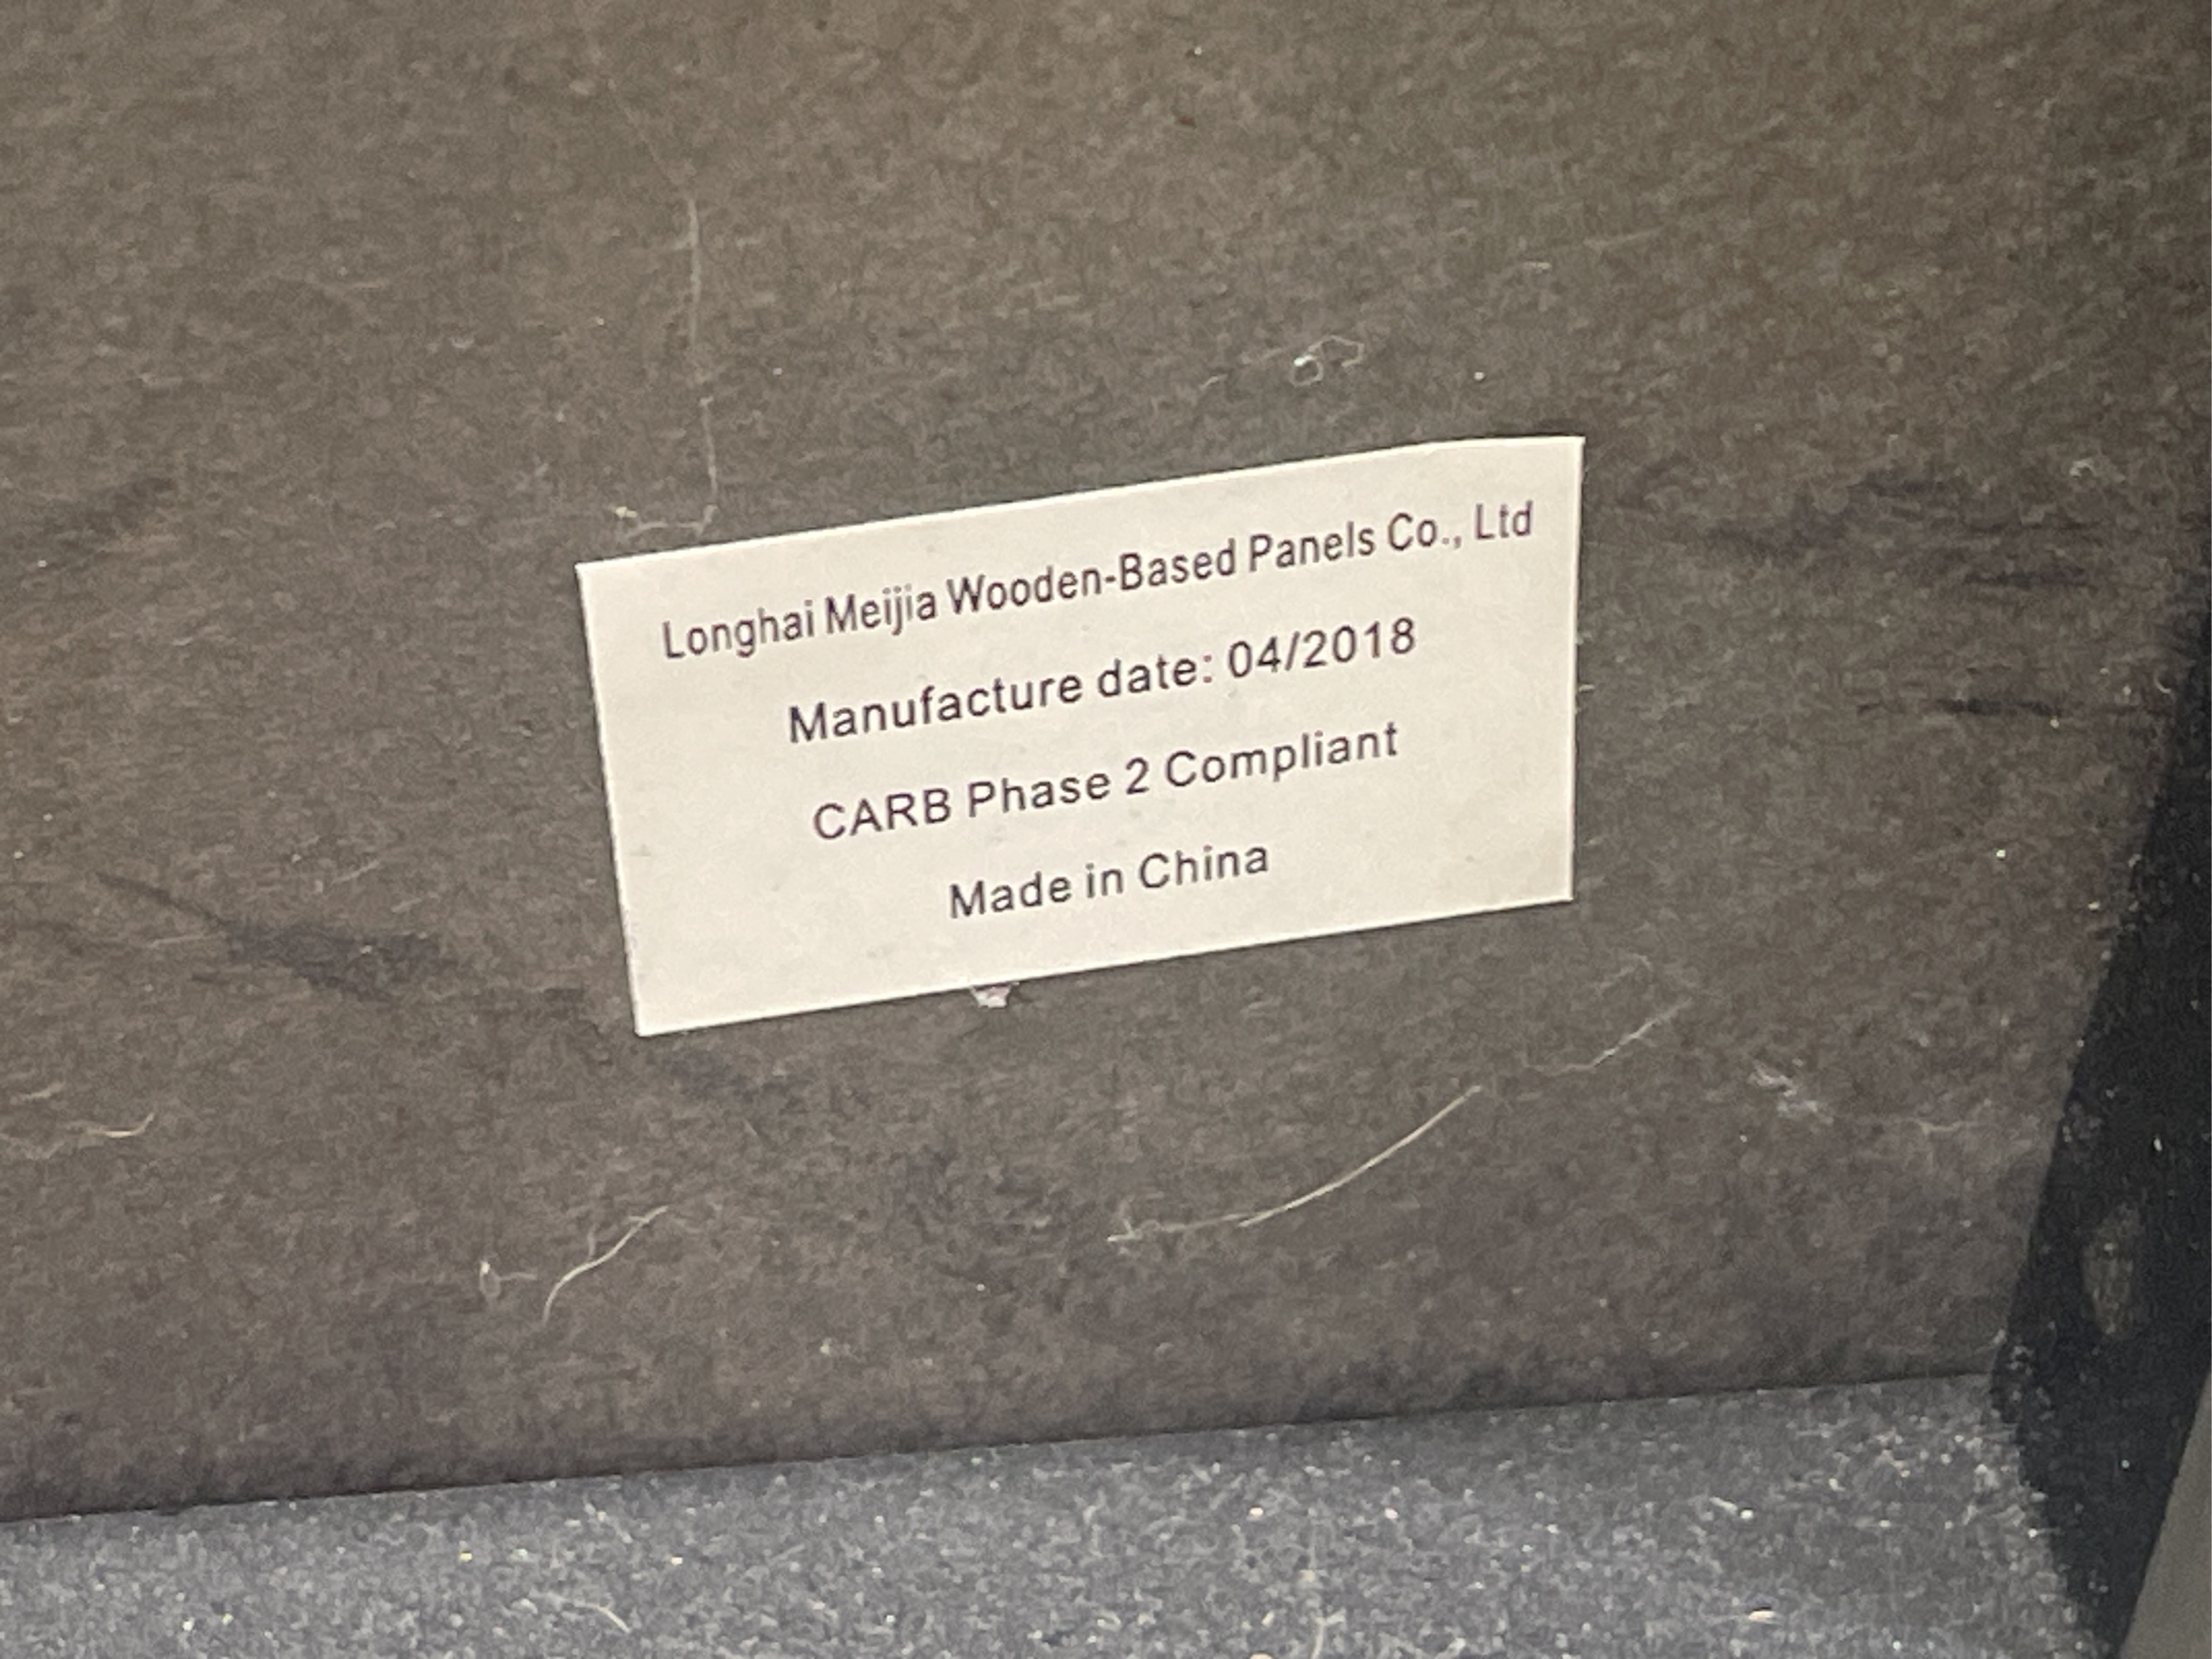 Longhai Meijia Wooden-Based Panels Co., Ltd
Manufacture date: 04/2018
CARB Phase 2 Compliant
Made in China